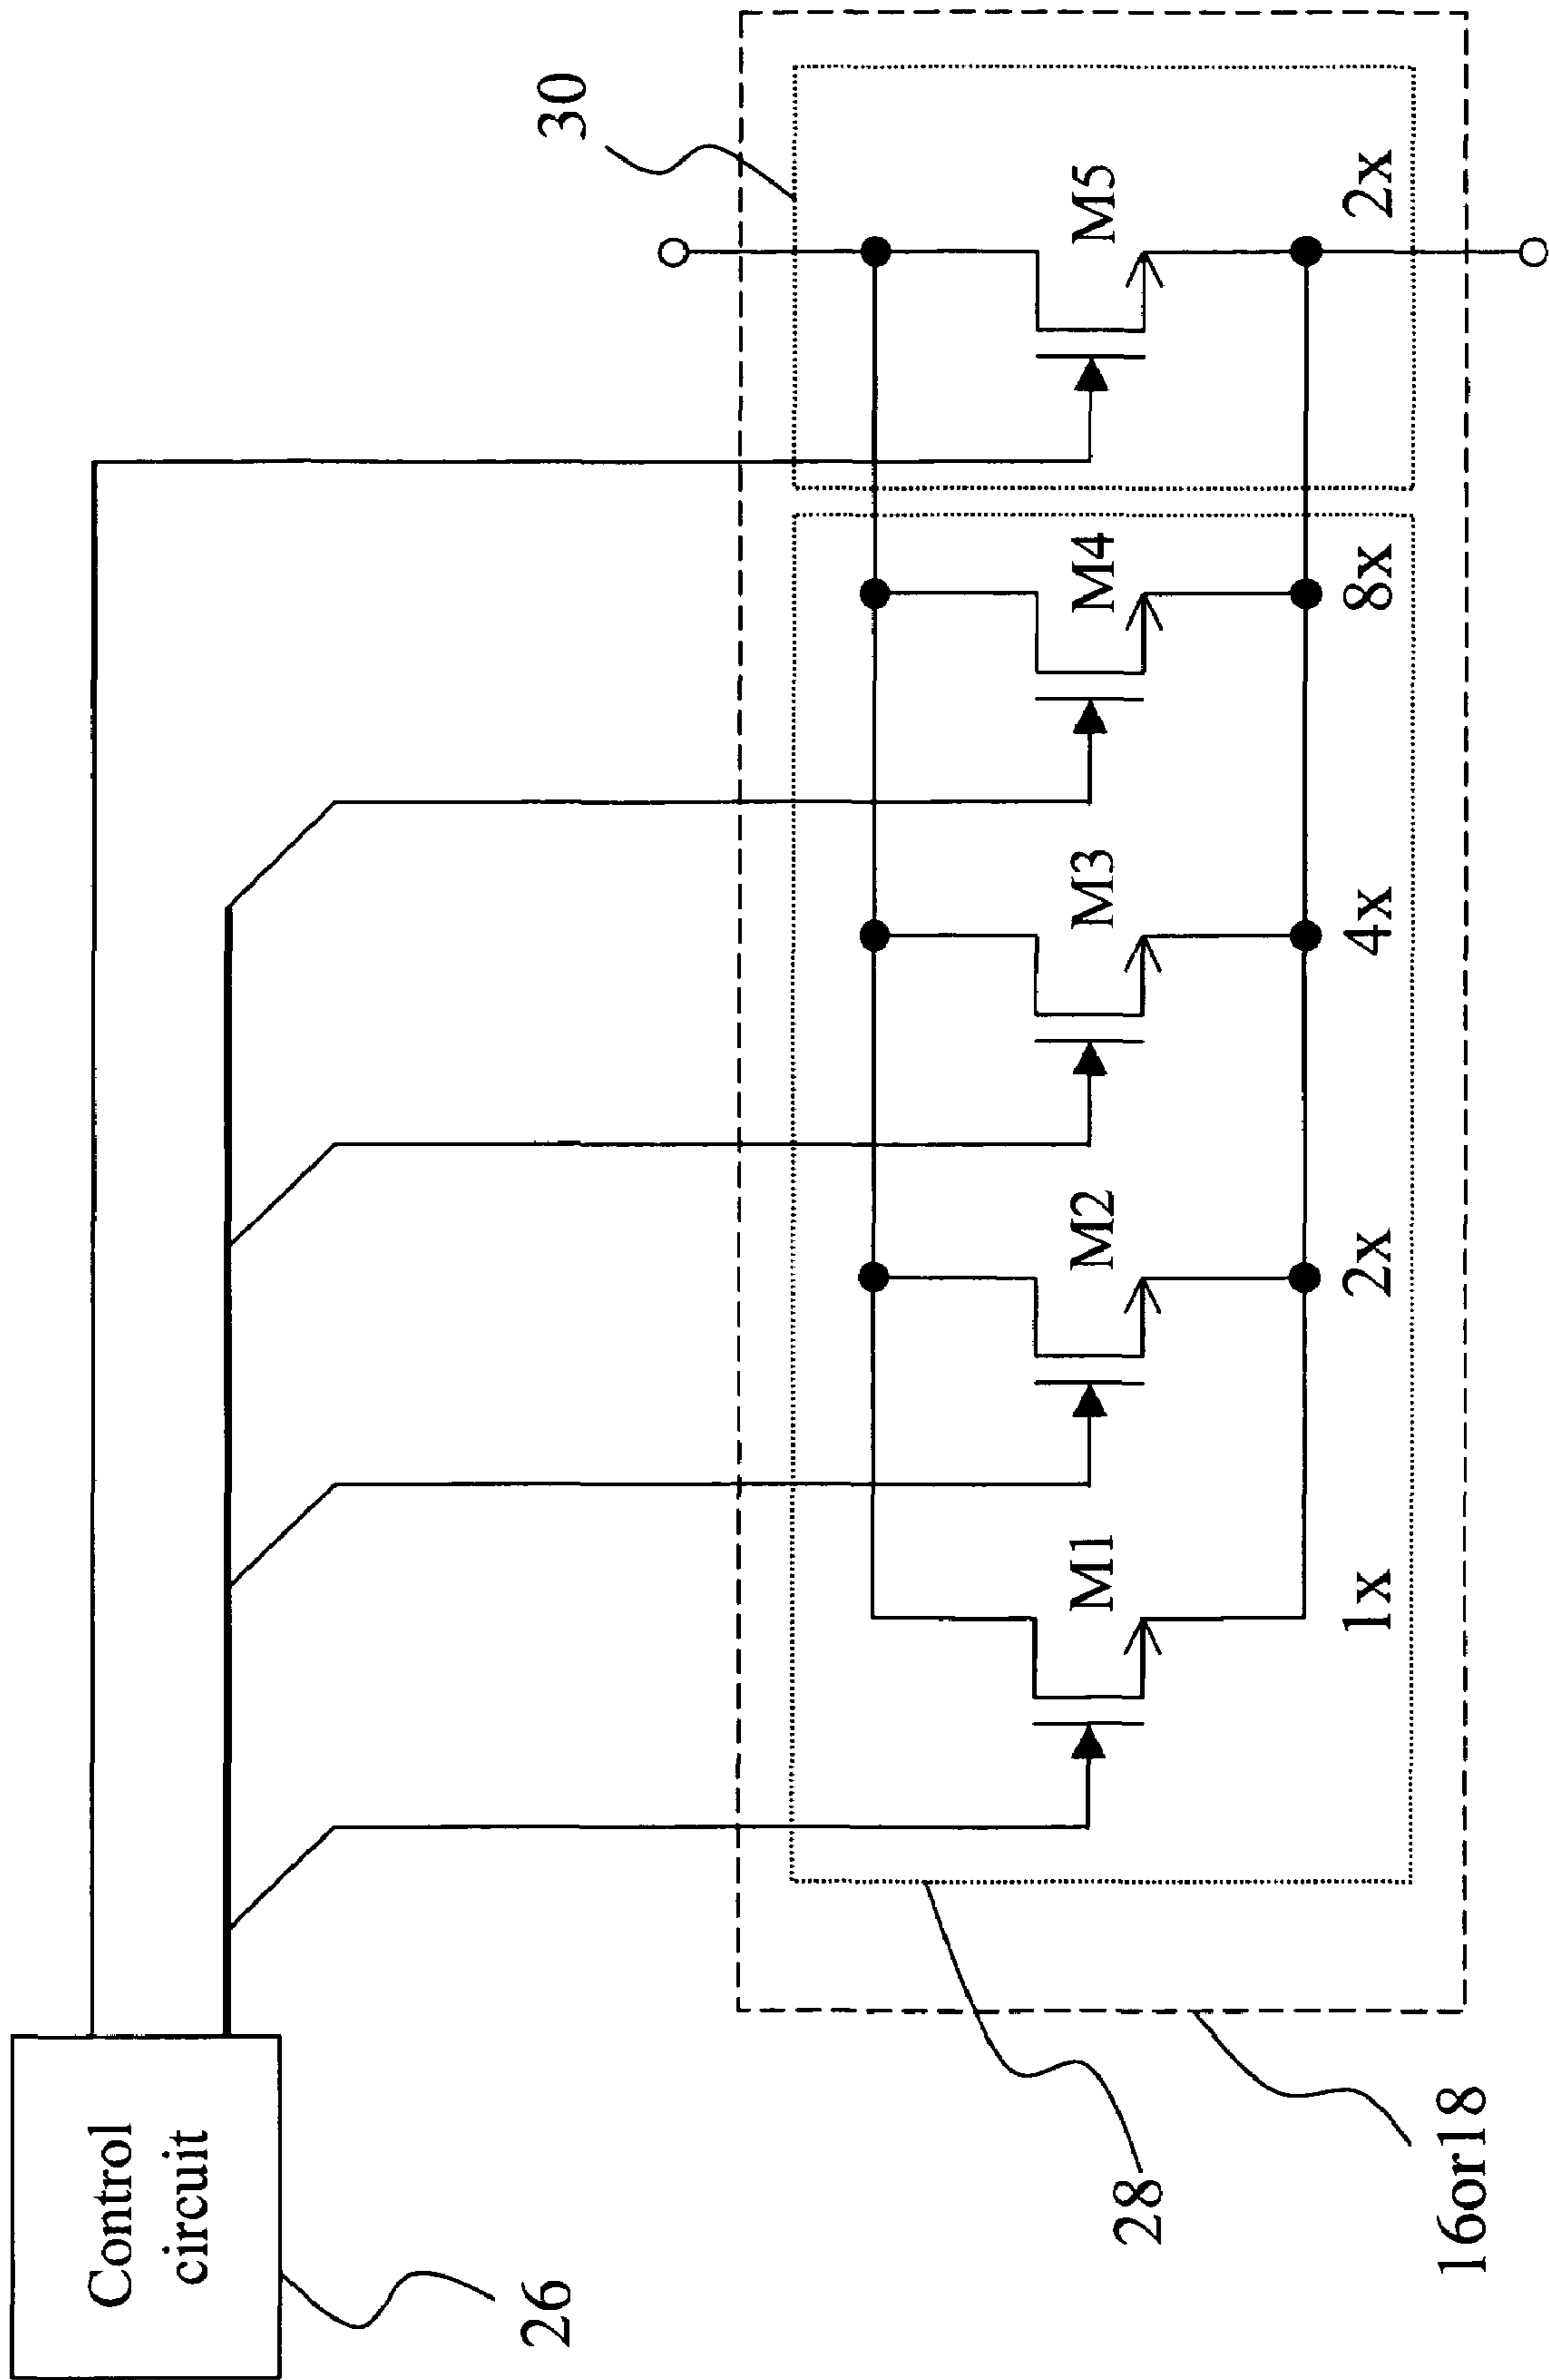 Control
circuit
26
30
M1
M2
M3
M4
M5
1x
2x
4x
8x
2x
28
16or18